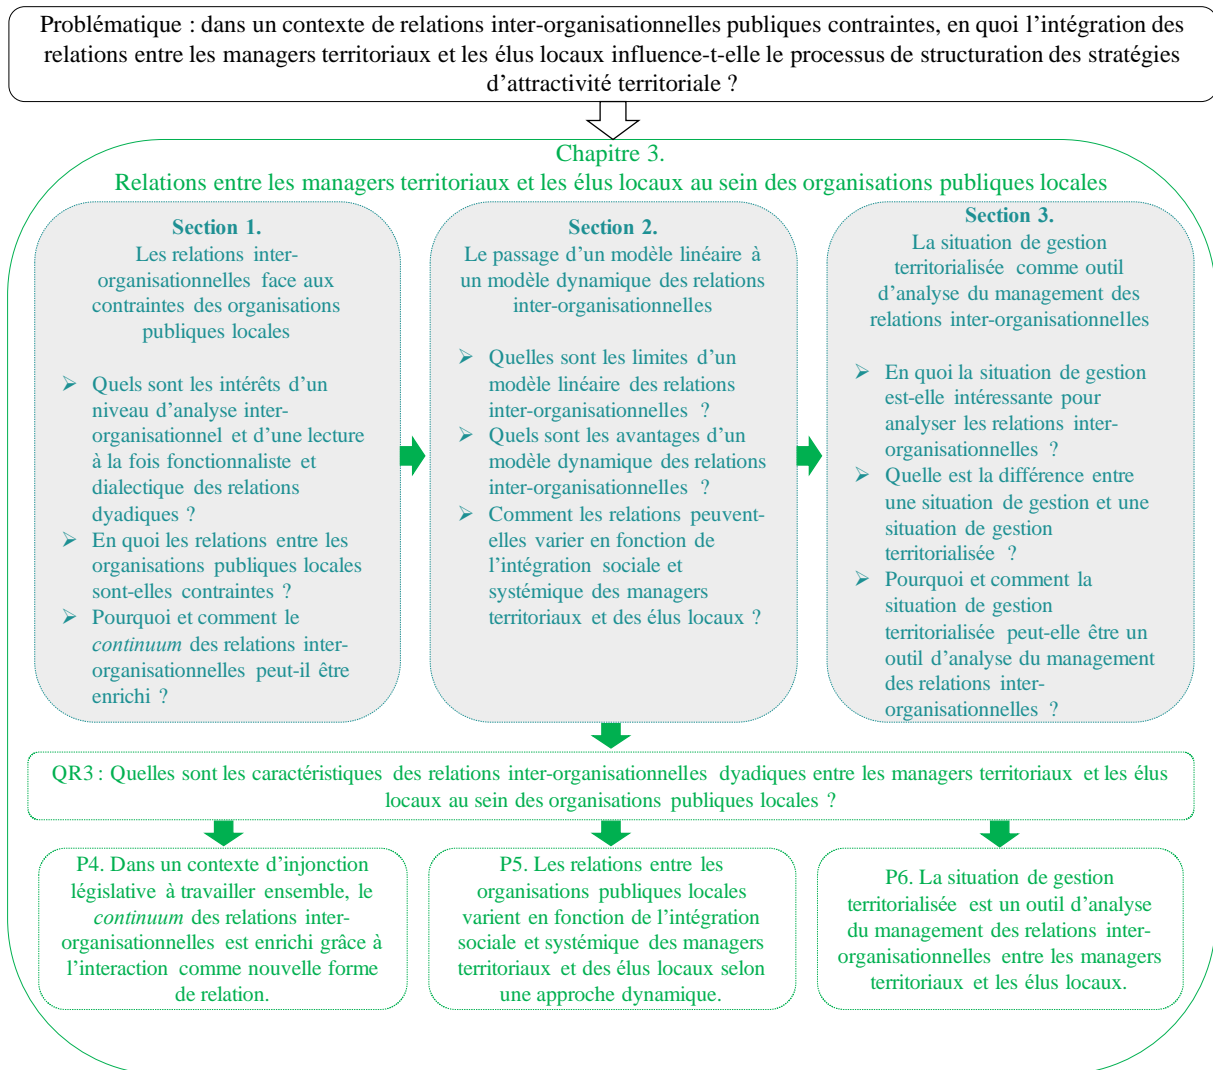 Problématique : dans un contexte de relations inter-organisationnelles publiques contraintes, en quoi l'intégration des
relations entre les managers territoriaux et les élus locaux influence-t-elle le processus de structuration des stratégies
d'attractivité territoriale ?
Chapitre 3.
Relations entre les managers territoriaux et les élus locaux au sein des organisations publiques locales
Section 1.
Les relations inter-
organisationnelles face aux
contraintes des organisations
publiques locales
➢ Quels sont les intérêts d'un
niveau d'analyse inter-
organisationnel et d'une lecture
à la fois fonctionnaliste et
dialectique des relations
dyadiques ?
➢ En quoi les relations entre les
organisations publiques locales
sont-elles contraintes ?
➢ Pourquoi et comment le
continuum des relations inter-
organisationnelles peut-il être
enrichi ?
Section 2.
Le passage d'un modèle linéaire à
un modèle dynamique des relations
inter-organisationnelles
➢ Quelles sont les limites d'un
modèle linéaire des relations
inter-organisationnelles ?
➢ Quels sont les avantages d'un
modèle dynamique des relations
inter-organisationnelles ?
➢ Comment les relations peuvent-
elles varier en fonction de
l'intégration sociale et
systémique des managers
territoriaux et des élus locaux ?
Section 3.
La situation de gestion
territorialisée comme outil
d'analyse du management des
relations inter-organisationnelles
➢ En quoi la situation de gestion
est-elle intéressante pour
analyser les relations inter-
organisationnelles ?
➢ Quelle est la différence entre
une situation de gestion et une
situation de gestion
territorialisée ?
➢ Pourquoi et comment la
situation de gestion
territorialisée peut-elle être un
outil d'analyse du management
des relations inter-
organisationnelles ?
QR3 : Quelles sont les caractéristiques des relations inter-organisationnelles dyadiques entre les managers territoriaux et les élus
locaux au sein des organisations publiques locales ?
P4. Dans un contexte d'injonction
législative à travailler ensemble, le
continuum des relations inter-
organisationnelles est enrichi grâce à
l'interaction comme nouvelle forme
de relation.
P5. Les relations entre les
organisations publiques locales
varient en fonction de l'intégration
sociale et systémique des managers
territoriaux et des élus locaux selon
une approche dynamique.
P6. La situation de gestion
territorialisée est un outil d'analyse
du management des relations inter-
organisationnelles entre les managers
territoriaux et les élus locaux.